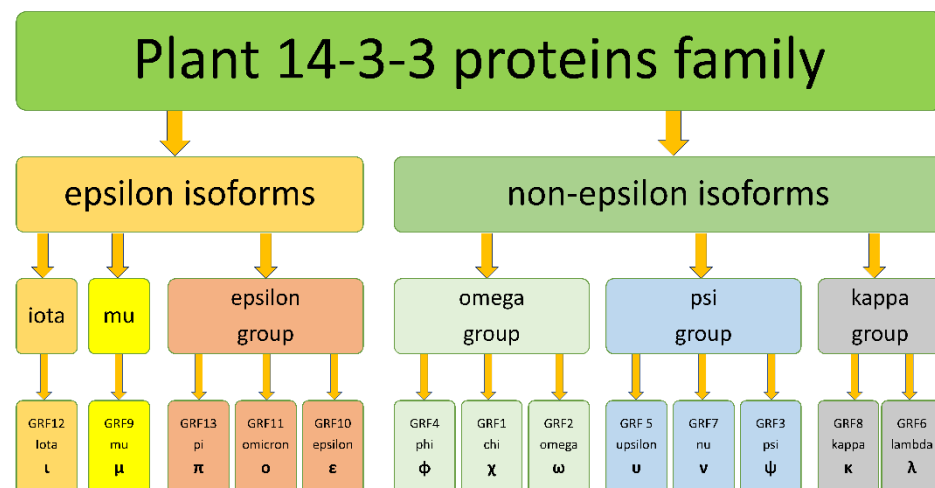 Plant 14-3-3 proteins family
epsilon isoforms
non-epsilon isoforms
iota
mu
epsilon
group
omega
group
psi
group
kappa
group
GRF12
Iota
ι
GRF9
mu
μ
GRF13
pi
π
GRF11
omicron
ο
GRF10
epsilon
ε
GRF4
phi
ϕ
GRF1
chi
χ
GRF2
omega
ω
GRF 5
upsilon
υ
GRF7
nu
ν
GRF3
psi
ψ
GRF8
kappa
κ
GRF6
lambda
λ